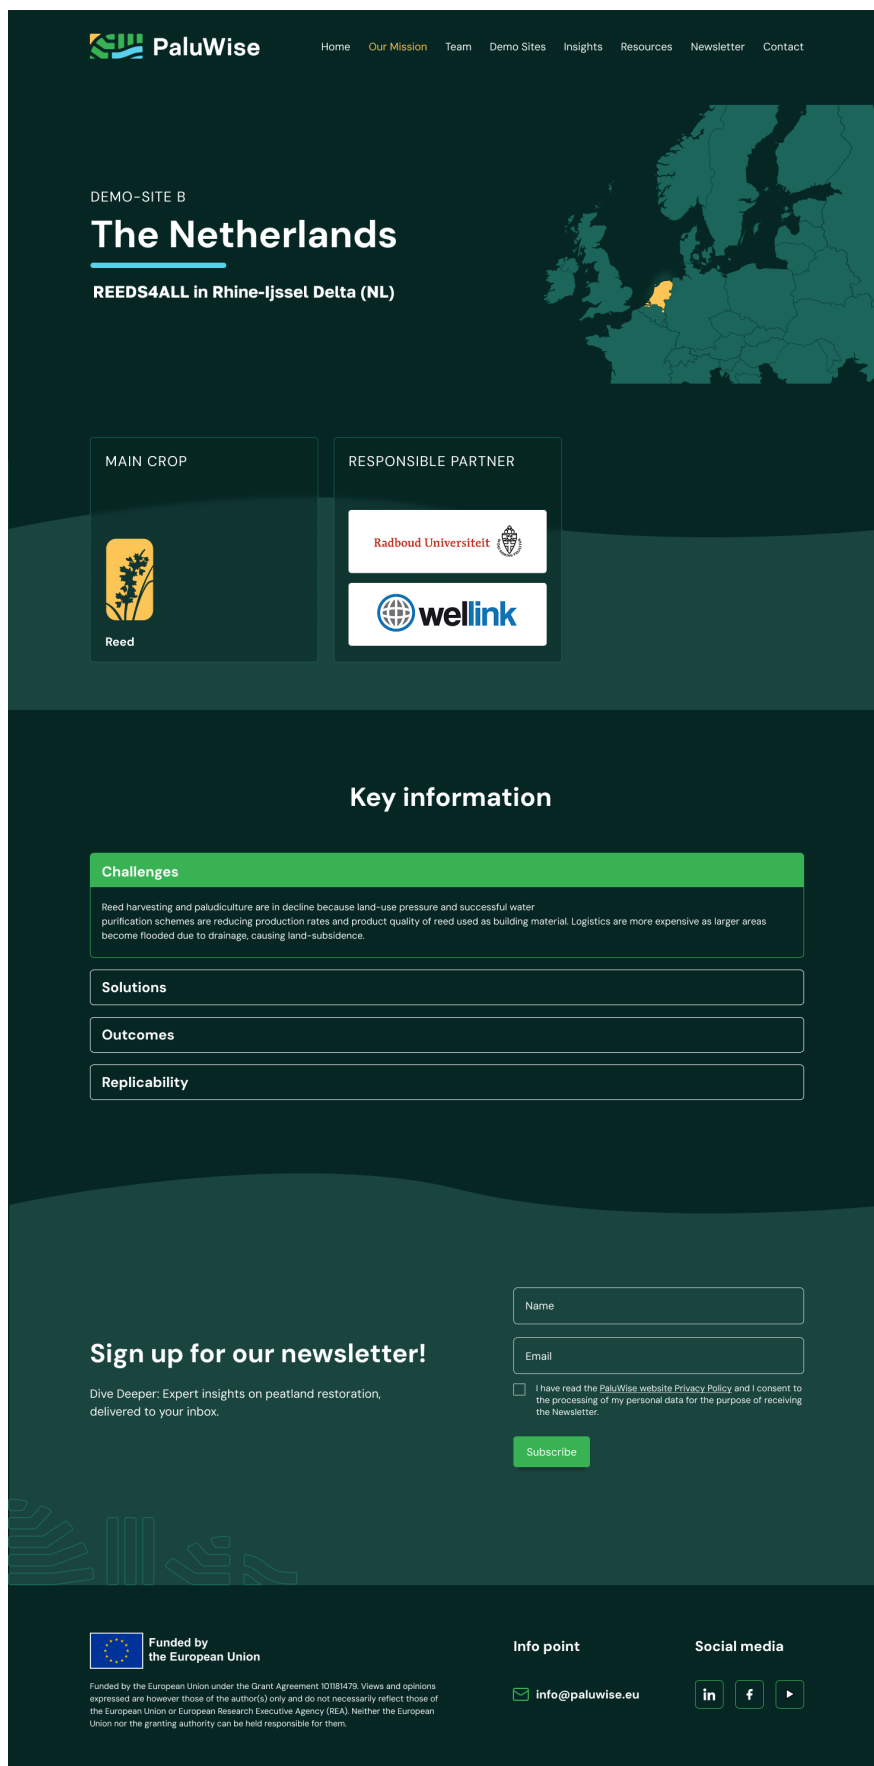 PaluWise
Home Our Mission Team Demo Sites Insights Resources Newsletter Contact
DEMO-SITE B
The Netherlands
REEDS4ALL in Rhine-Ijssel Delta (NL)
MAIN CROP
Reed
RESPONSIBLE PARTNER
Radboud Universiteit
wellink
Key information
Challenges
Reed harvesting and paludiculture are in decline because land-use pressure and successful water
purification schemes are reducing production rates and product quality of reed used as building material. Logistics are more expensive as larger areas
become flooded due to drainage, causing land-subsidence.
Solutions
Outcomes
Replicability
Sign up for our newsletter!
Dive Deeper: Expert insights on peatland restoration,
delivered to your inbox.
Name
Email
I have read the PaluWise website Privacy Policy and I consent to
the processing of my personal data for the purpose of receiving
the Newsletter.
Subscribe
Funded by
the European Union
Funded by the European Union under the Grant Agreement 101181479. Views and opinions
expressed are however those of the author(s) only and do not necessarily reflect those of
the European Union or European Research Executive Agency (REA). Neither the European
Union nor the granting authority can be held responsible for them.
Info point
info@paluwise.eu
Social media
in
f